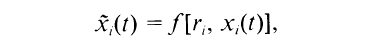 x̃ᵢ(t) = f[rᵢ, xᵢ(t)],